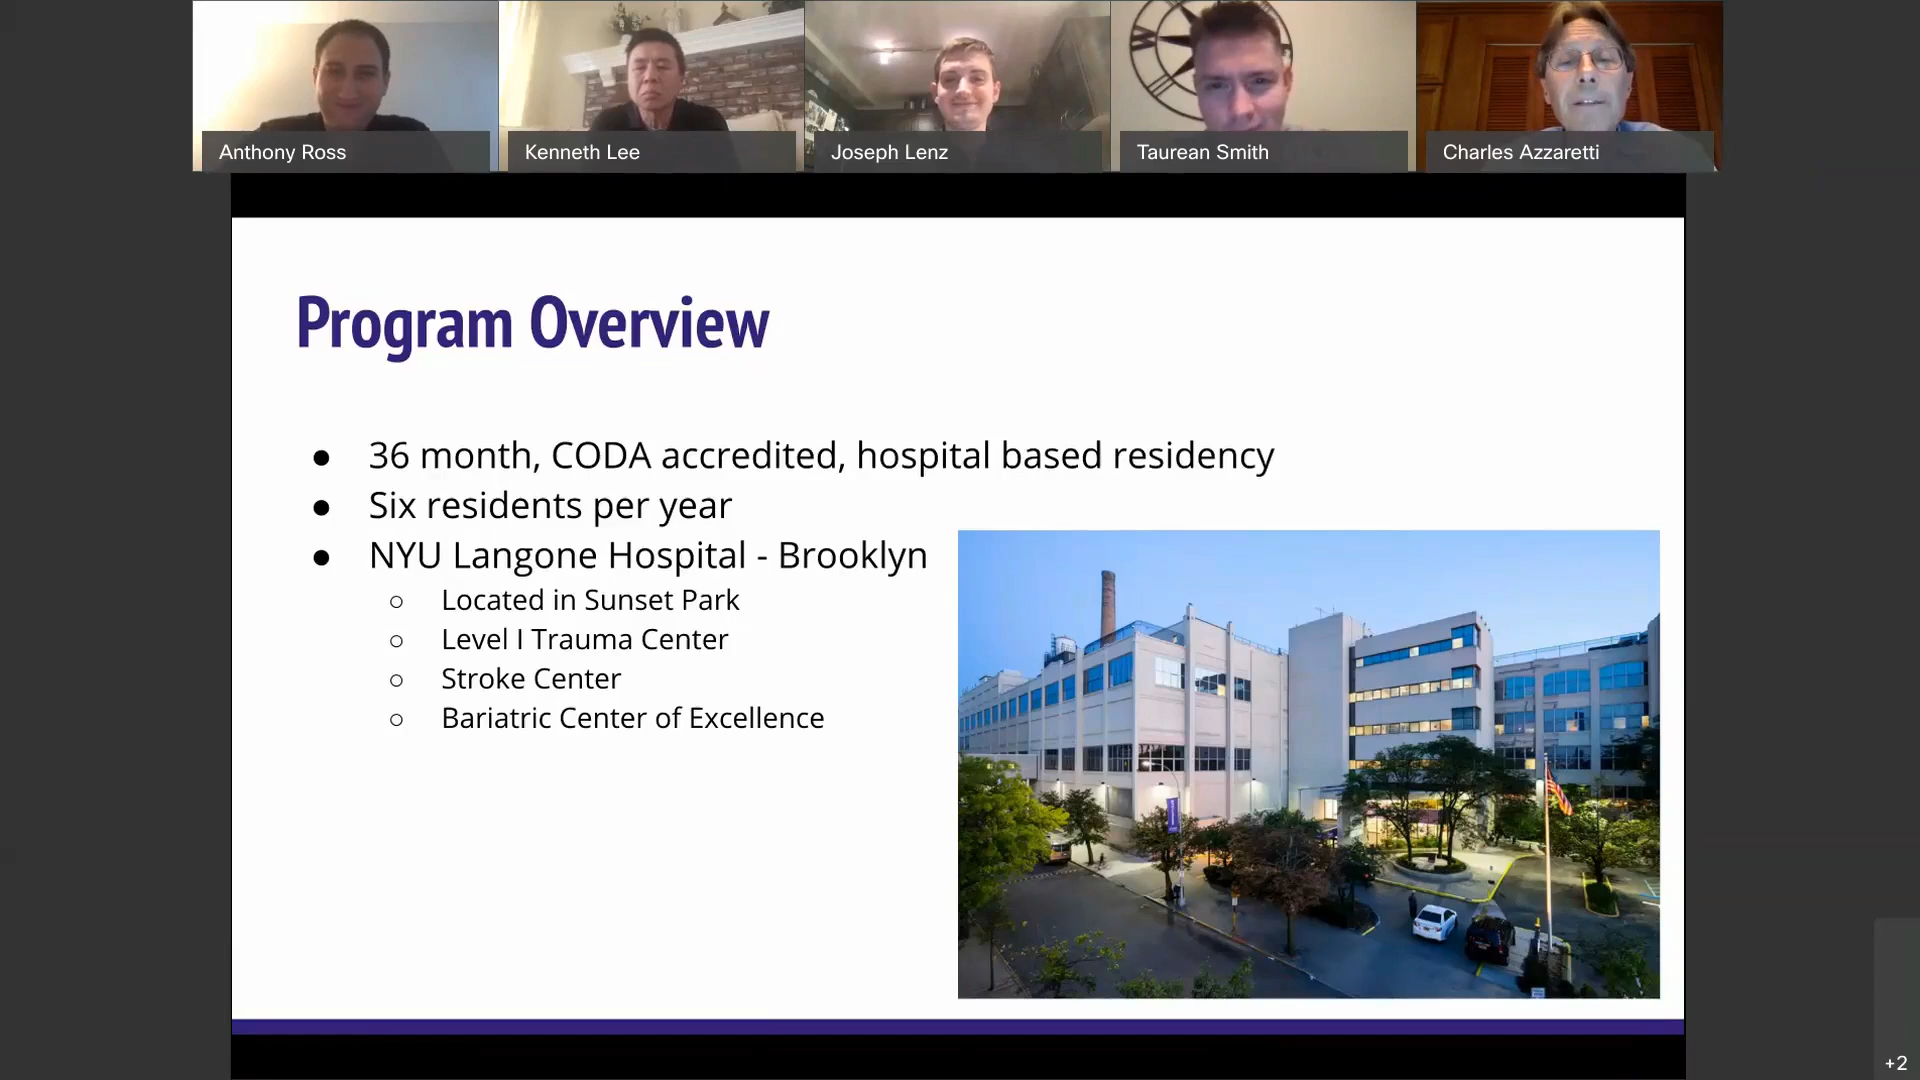 Anthony Ross
Kenneth Lee
Joseph Lenz
Taurean Smith
Charles Azzaretti
Program Overview
● 36 month, CODA accredited, hospital based residency
● Six residents per year
● NYU Langone Hospital - Brooklyn
○ Located in Sunset Park
○ Level I Trauma Center
○ Stroke Center
○ Bariatric Center of Excellence
+2